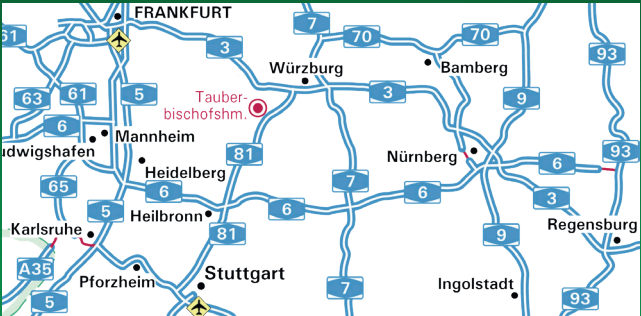 FRANKFURT
7
61
3
70
70
93
Würzburg
Bamberg
63
61
5
Tauber-
bischofshm.
3
9
6
Mannheim
udwigshafen
81
Nürnberg
93
6
Heidelberg
65
6
7
6
3
5
Heilbronn
6
Karlsruhe
81
9
Regensburg
A35
Pforzheim
Stuttgart
Ingolstadt
5
7
93